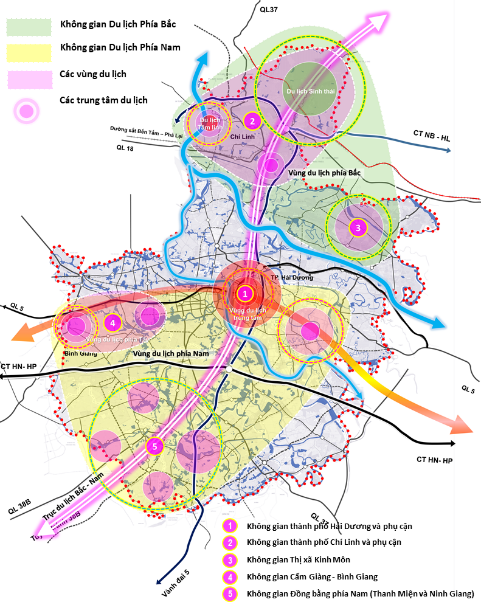 Không gian Du lịch Phía Bắc
Không gian Du lịch Phía Nam
Các vùng du lịch
Các trung tâm du lịch
QL37
Du lịch Sinh thái
Du lịch
Tâm linh
2
Chí Linh
Đường sắt Bến Tắm - Phả Lại
QL 18
CT NB - HL
Vùng du lịch phía Bắc
3
TP. Hải Dương
1
Vùng du lịch
trung tâm
QL 5
4
Bình Giang
Vùng du lịch phía Nam
CT HN- HP
QL 5
CT HN- HP
5
Trục du lịch Bắc - Nam
QL 38B
Vành đai 5
1 Không gian thành phố Hải Dương và phụ cận
2 Không gian thành phố Chí Linh và phụ cận
3 Không gian Thị xã Kinh Môn
4 Không gian Cẩm Giàng - Bình Giang
5 Không gian Đồng bằng phía Nam (Thanh Miện và Ninh Giang)